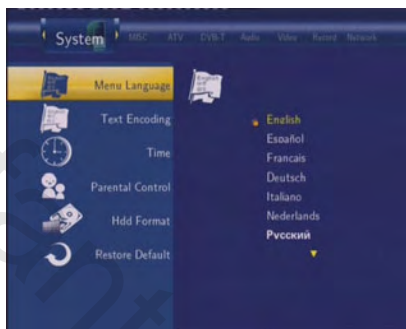 System MISC ATV DVB-T Audio Video Record Network
Menu Language
Text Encoding
Time
Parental Control
Hdd Format
Restore Default
English
Español
Francais
Deutsch
Italiano
Nederlands
Русский